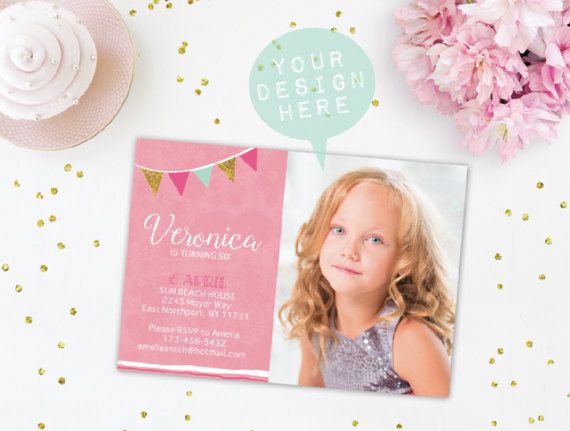 YOUR
DESIGN
HERE
Veronica
IS TURNING SIX
6 APRIL
SUN BEACH HOUSE
2245 Moyer Way
East Northport, NY 11731
Please RSVP to Amelia
123-456-5432
ameliasmith@hotmail.com